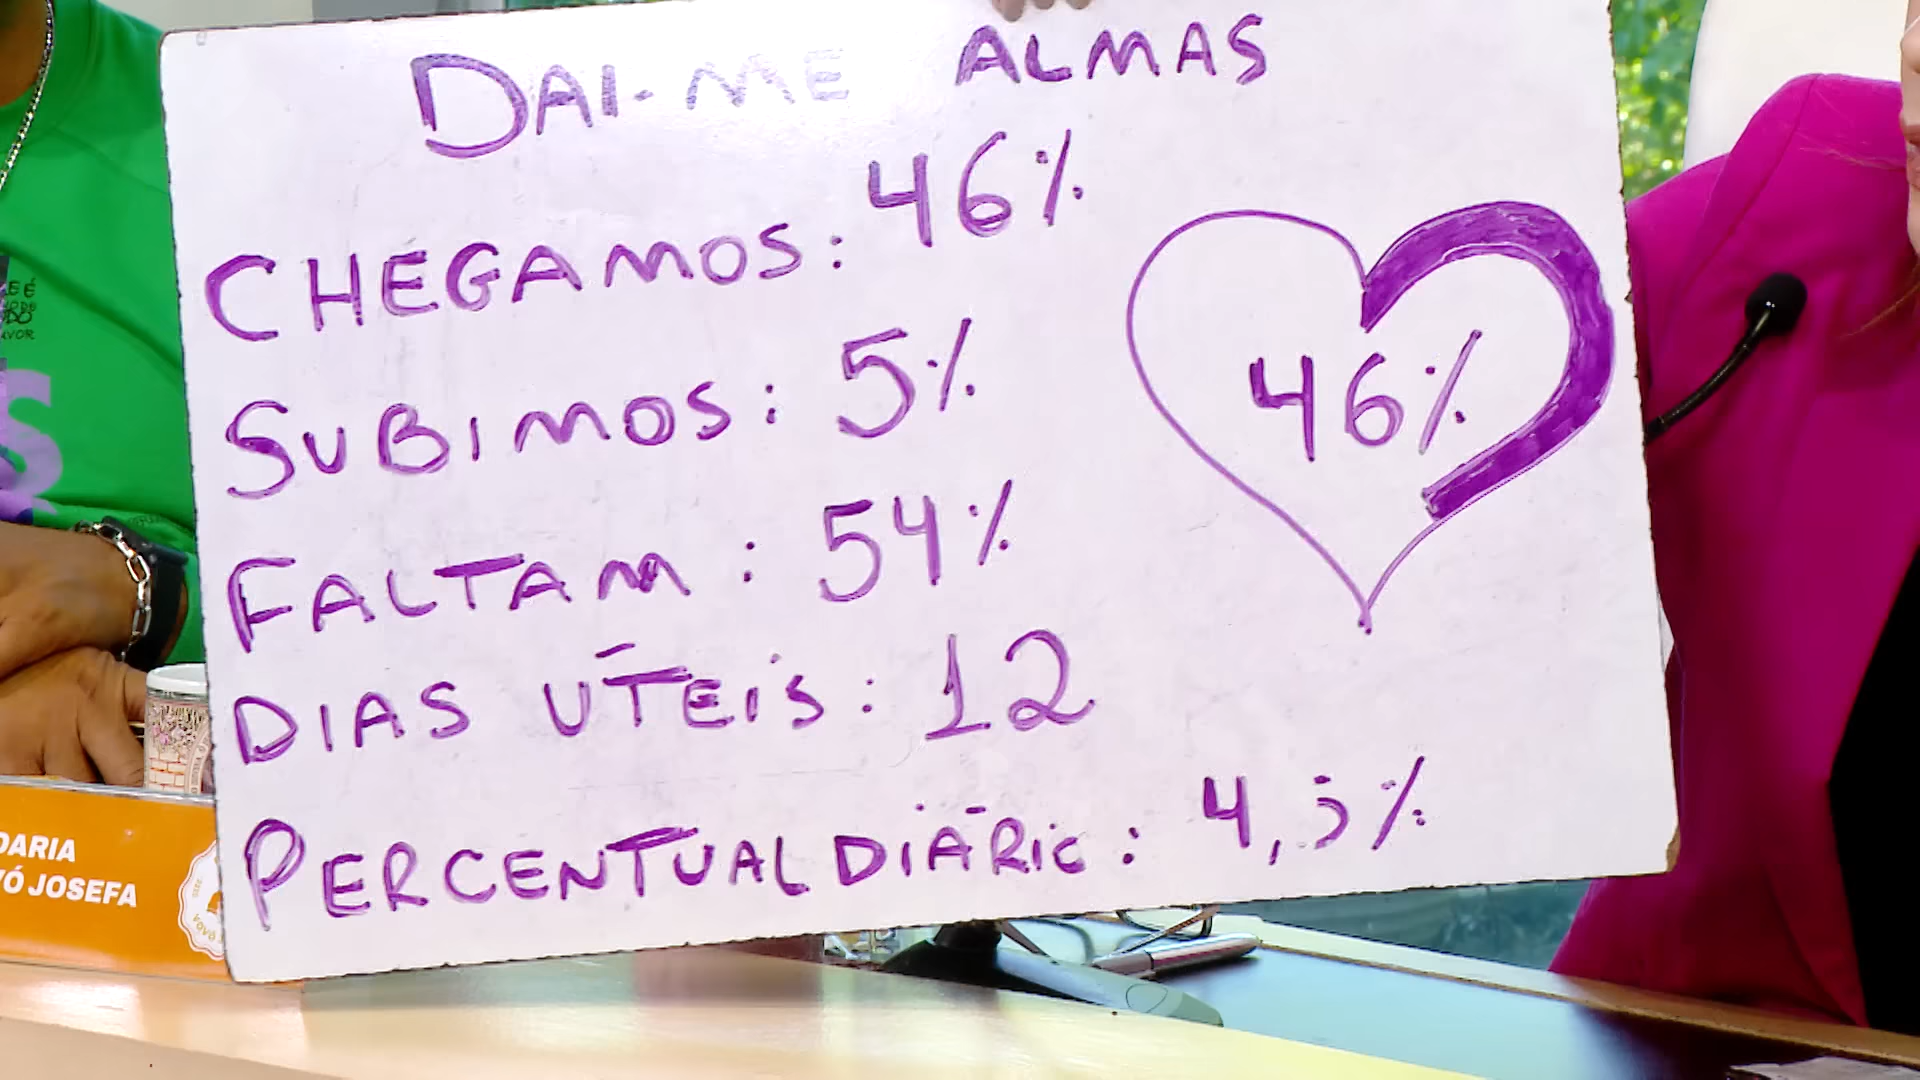 DAI-ME ALMAS
CHEGAMOS: 46%
SUBIMOS: 5%
FALTAM: 54%
DIAS ÚTEIS: 12
PERCENTUAL DIÁRIO: 4,5%
46%
DARIA
VÓ JOSEFA